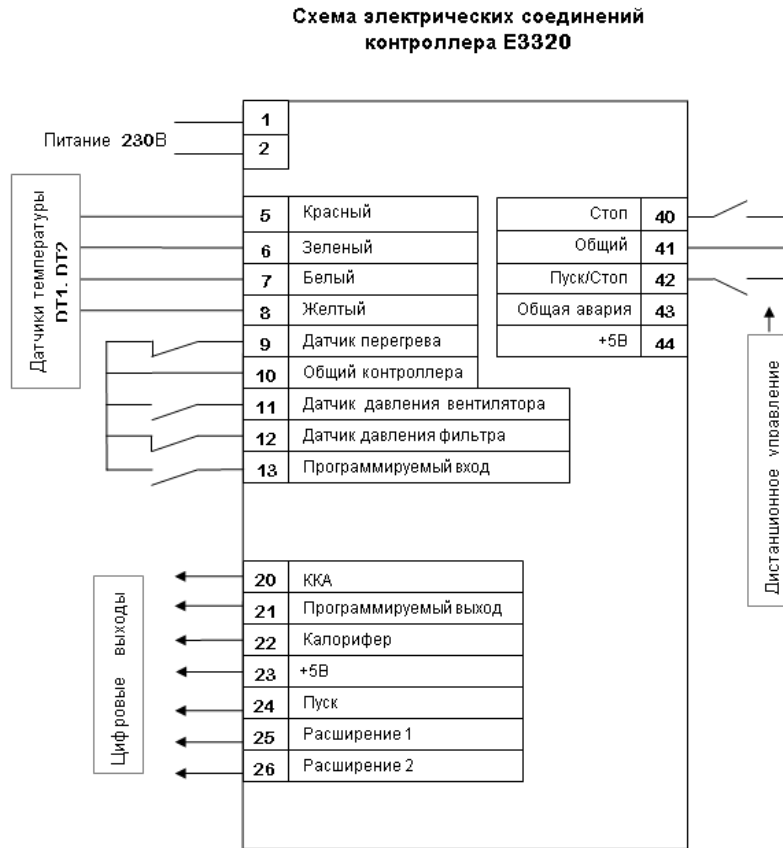 Схема электрических соединений
контроллера E3320
Питание 230В
1
2
Датчики температуры
DT1, DT2
5 Красный
6 Зеленый
7 Белый
8 Желтый
9 Датчик перегрева
10 Общий контроллера
11 Датчик давления вентилятора
12 Датчик давления фильтра
13 Программируемый вход
Стоп 40
Общий 41
Пуск/Стоп 42
Общая авария 43
+5В 44
Дистанционное управление
Цифровые выходы
20 ККА
21 Программируемый выход
22 Калорифер
23 +5В
24 Пуск
25 Расширение 1
26 Расширение 2